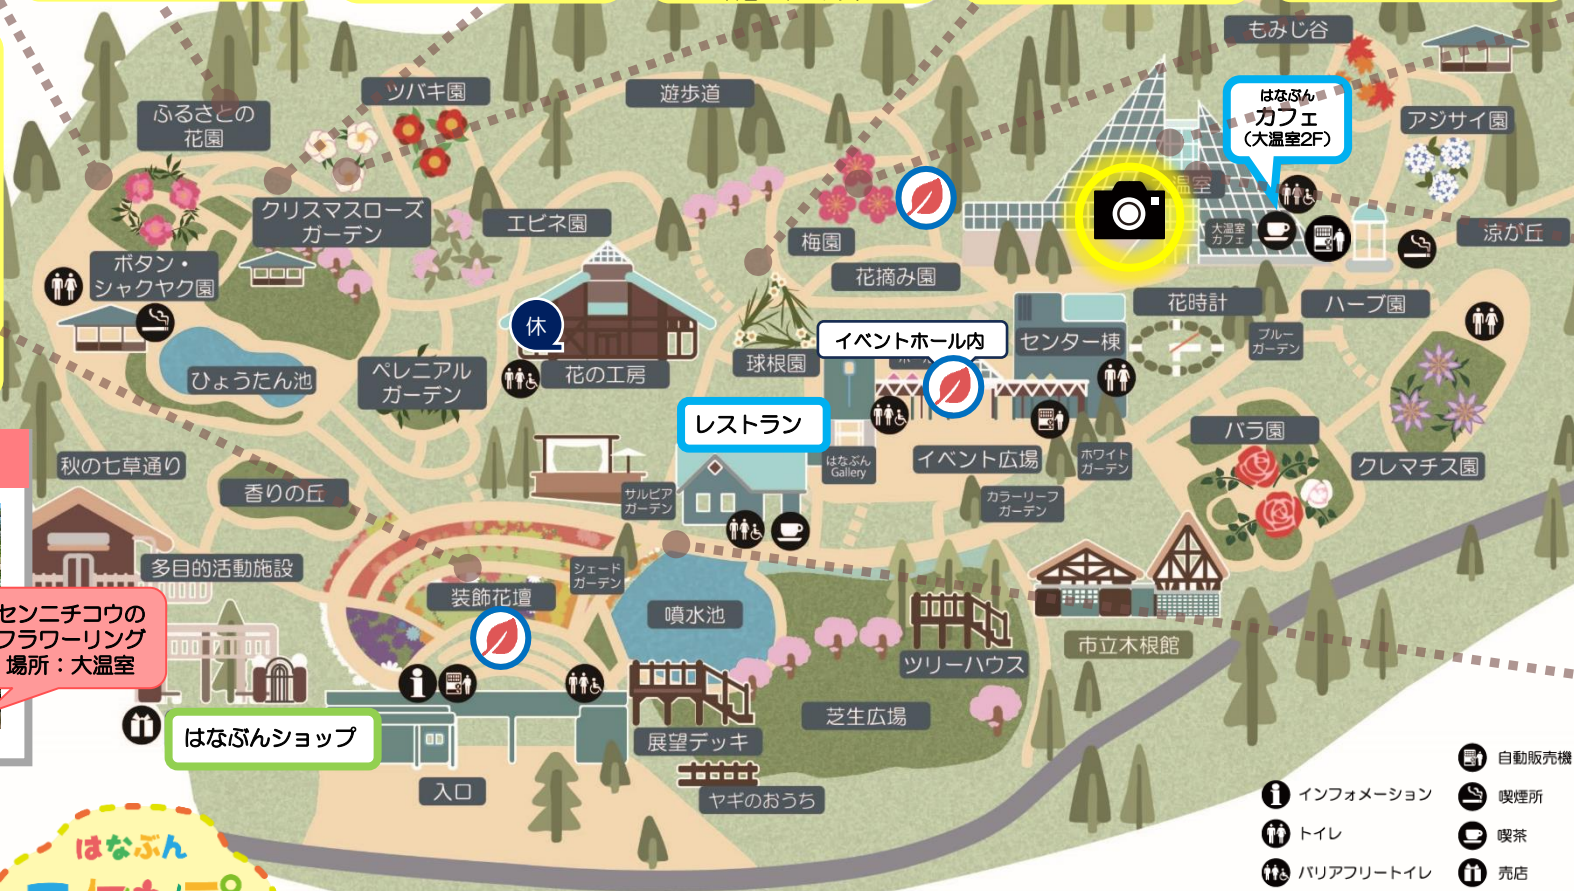 もみじ谷
ツバキ園
遊歩道
はなぶん
カフェ
(大温室2F)
ふるさとの
花園
アジサイ園
温室
クリスマスローズ
ガーデン
エビネ園
梅園
大温室
カフェ
涼が丘
ボタン・
シャクヤク園
花摘み園
花時計
ハーブ園
休
イベントホール内
センター棟
ブルー
ガーデン
ひょうたん池
ペレニアル
ガーデン
花の工房
球根園
レストラン
バラ園
秋の七草通り
香りの丘
サルビア
ガーデン
はなぶん
Gallery
イベント広場
ホワイト
ガーデン
クレマチス園
カラーリーフ
ガーデン
多目的活動施設
シェード
ガーデン
装飾花壇
噴水池
センニチコウの
フラワーリング
場所：大温室
ツリーハウス
市立木根館
はなぶんショップ
展望デッキ
芝生広場
入口
ヤギのおうち
インフォメーション
トイレ
バリアフリートイレ
自動販売機
喫煙所
喫茶
売店
はなぶん